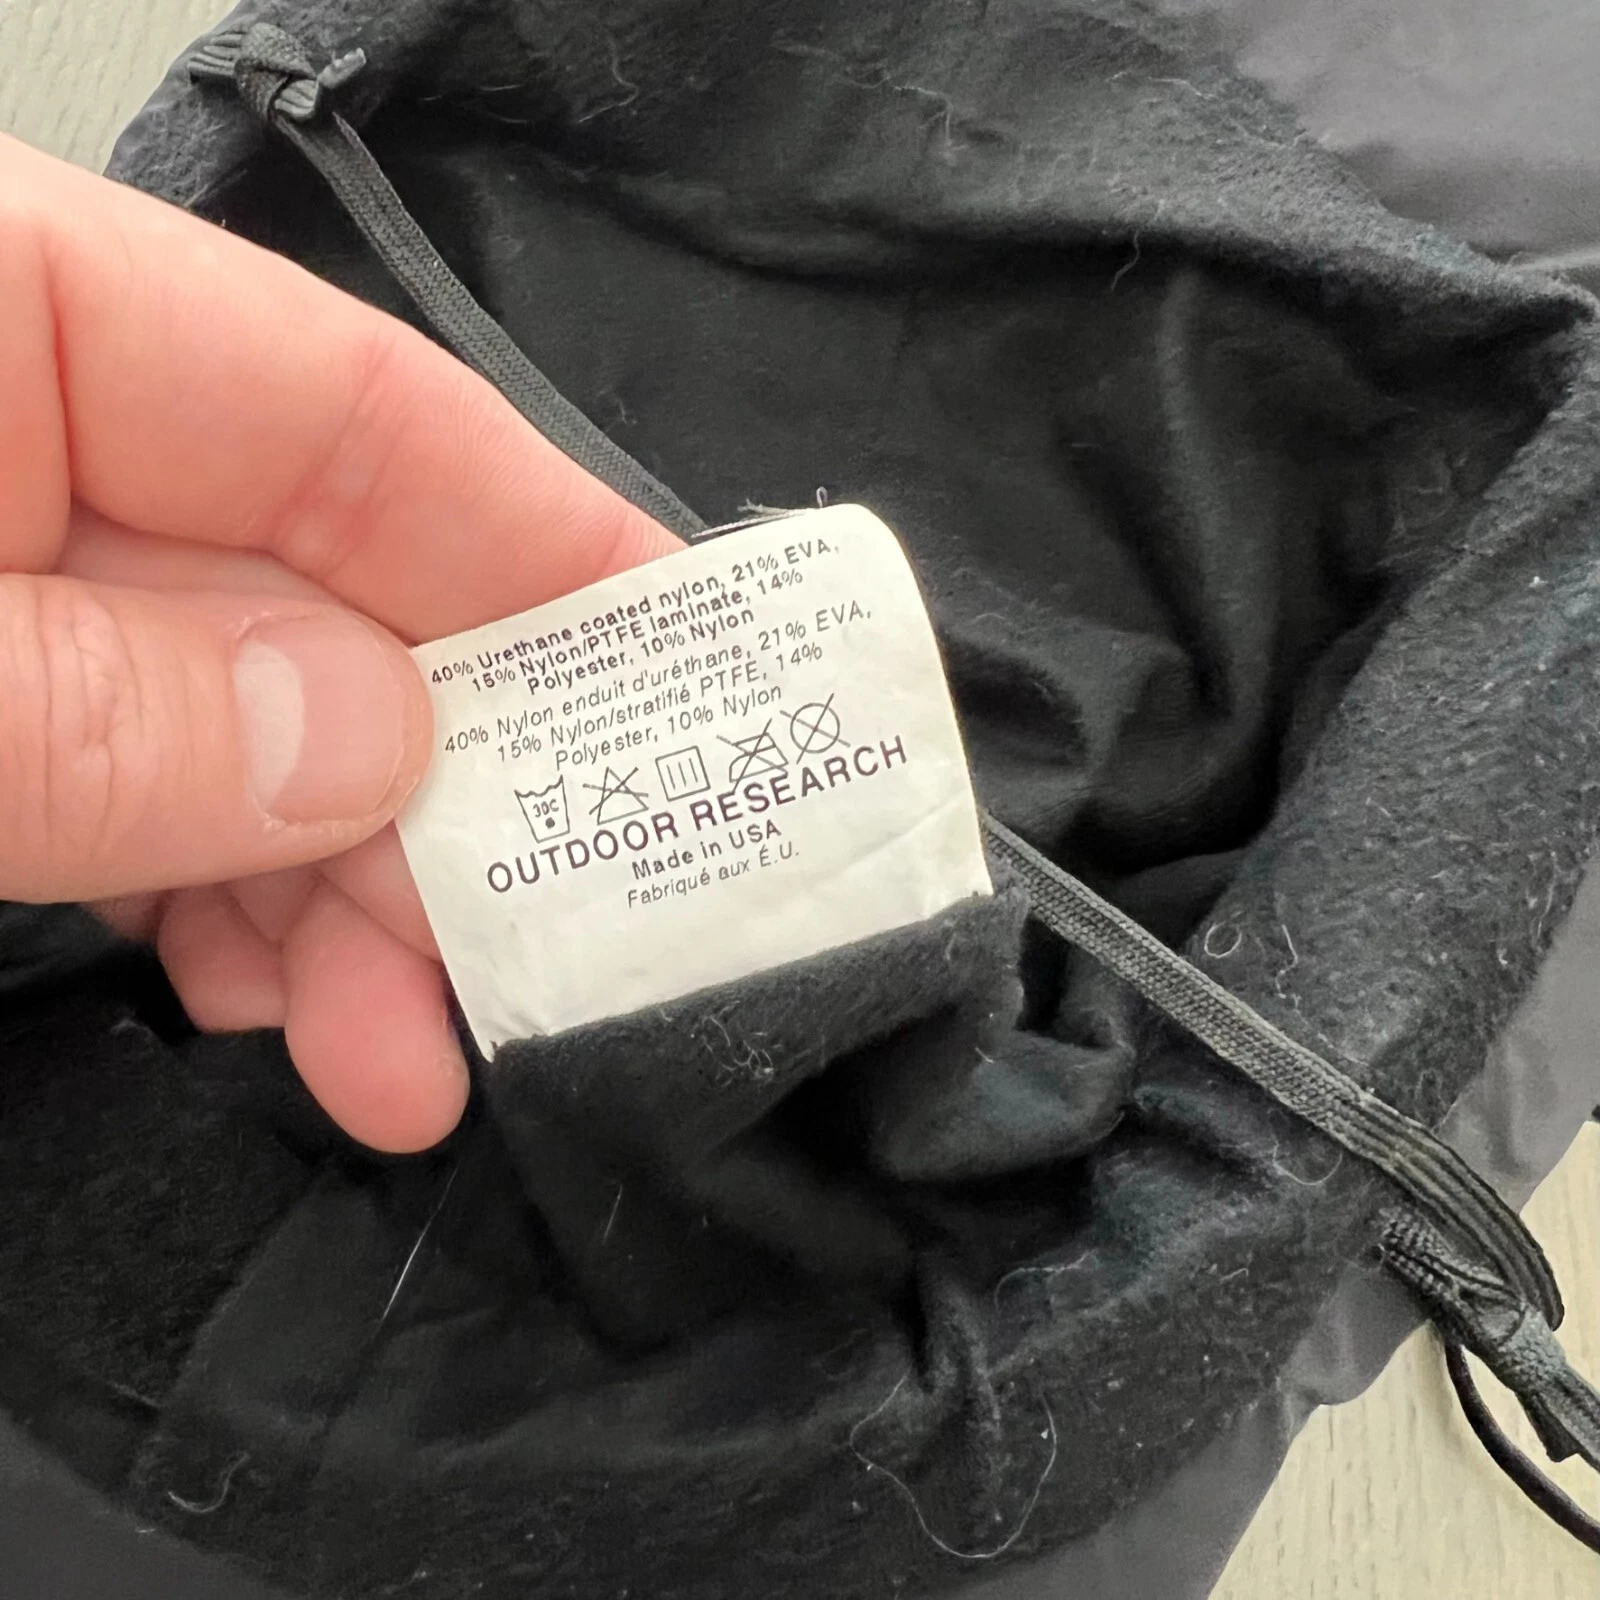 40% Urethane coated nylon, 21% EVA,
15% Nylon/PTFE laminate, 14%
Polyester, 10% Nylon
40% Nylon enduit d'uréthane, 21% EVA,
15% Nylon/stratifié PTFE, 14%
Polyester, 10% Nylon
30C
OUTDOOR RESEARCH
Made in USA
Fabriqué aux É.U.